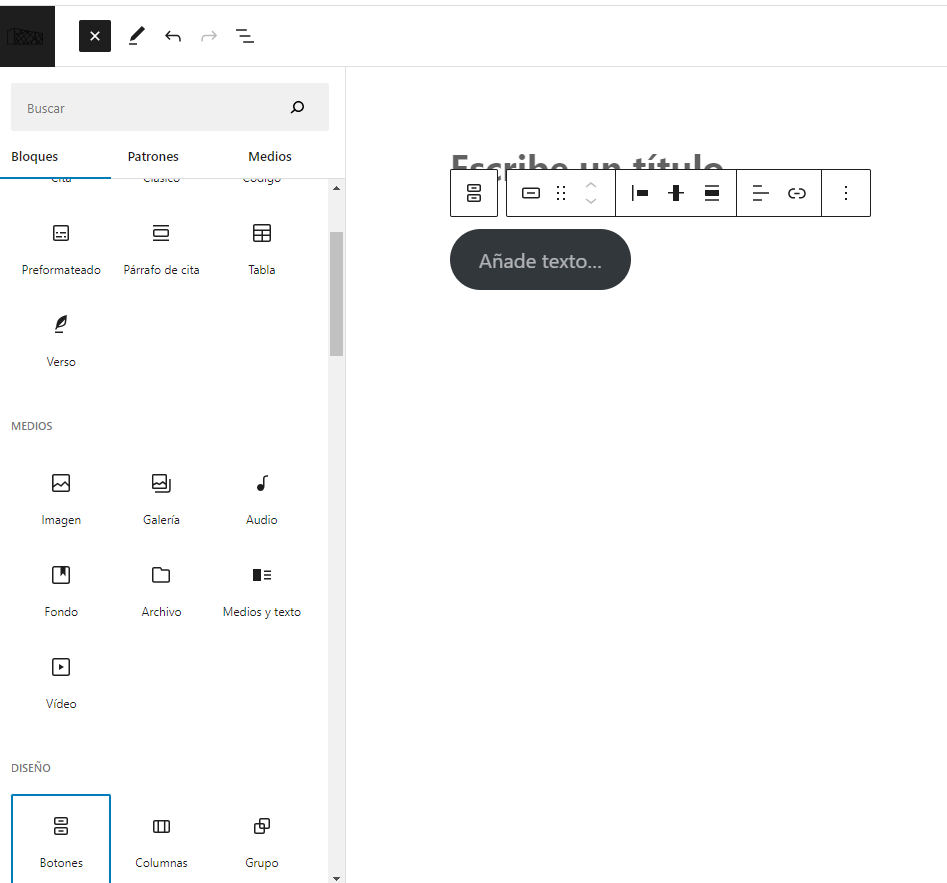 Buscar
Bloques Patrones Medios
Cita Clásico Código
Escribe un título
Preformateado Párrafo de cita Tabla
Añade texto...
Verso
MEDIOS
Imagen Galería Audio
Fondo Archivo Medios y texto
Vídeo
DISEÑO
Botones Columnas Grupo